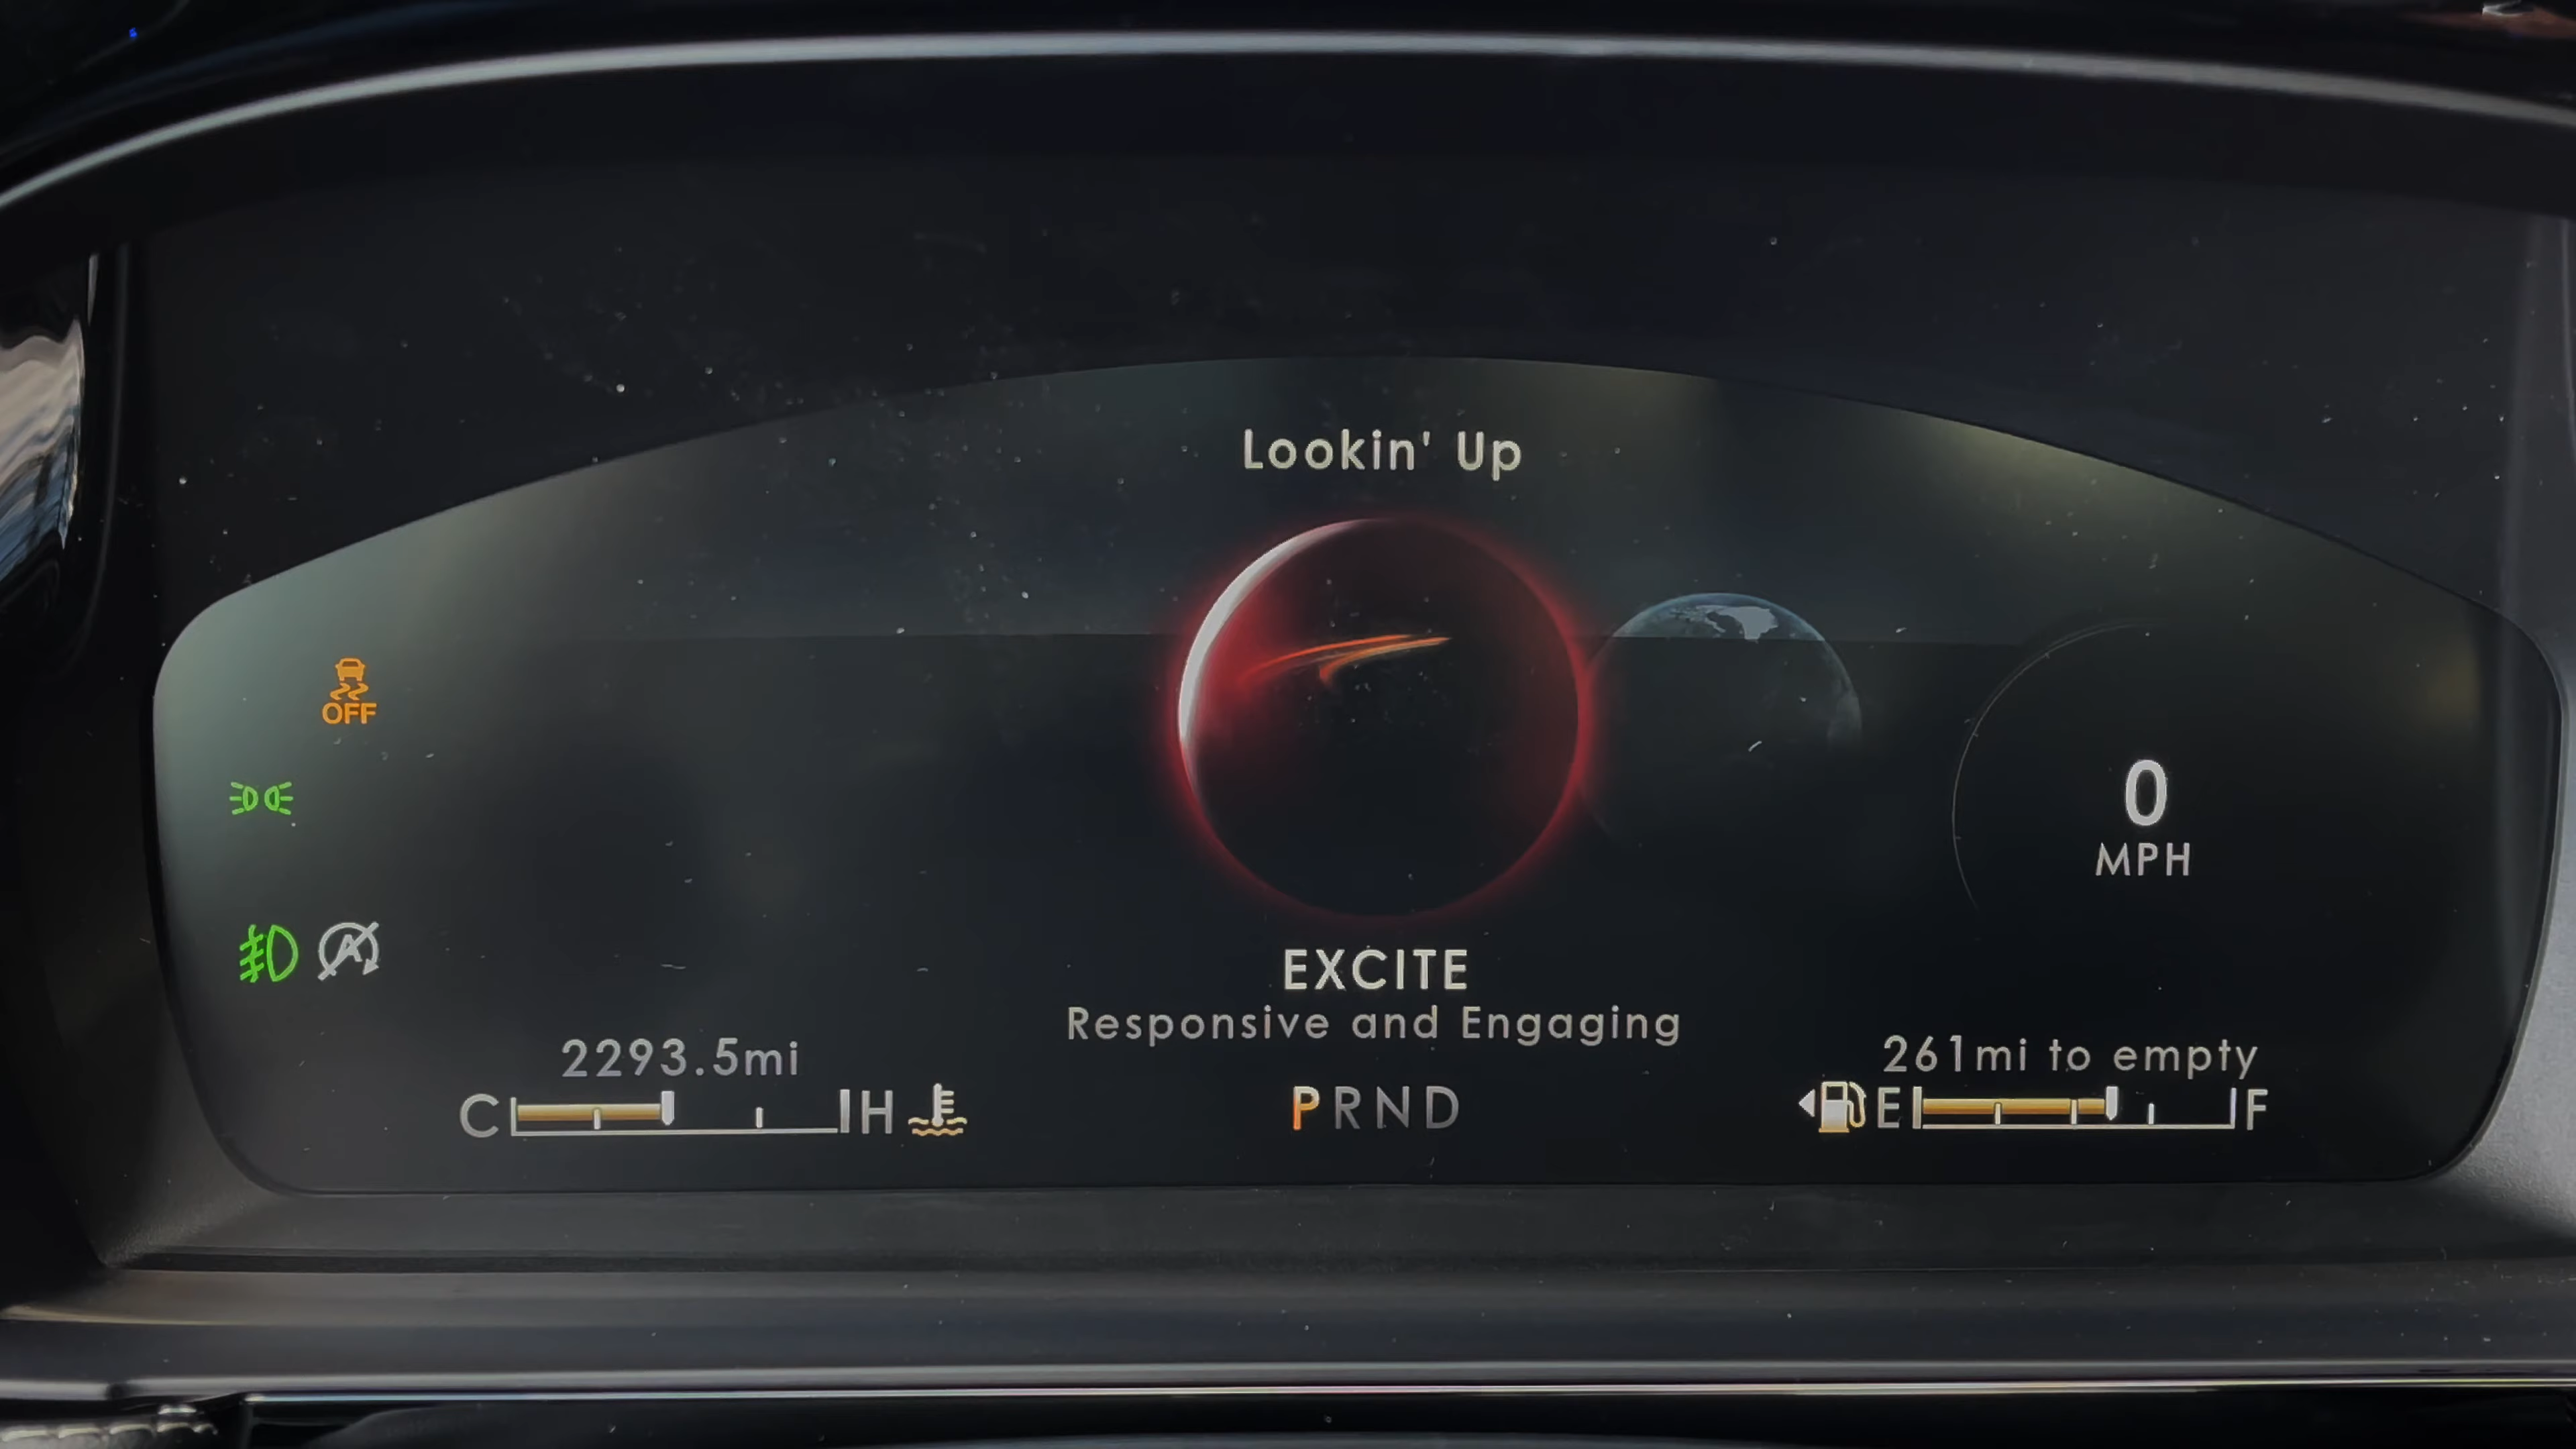 Lookin' Up
OFF
A
0
MPH
EXCITE
Responsive and Engaging
2293.5mi
261mi to empty
C H
PRND
E F